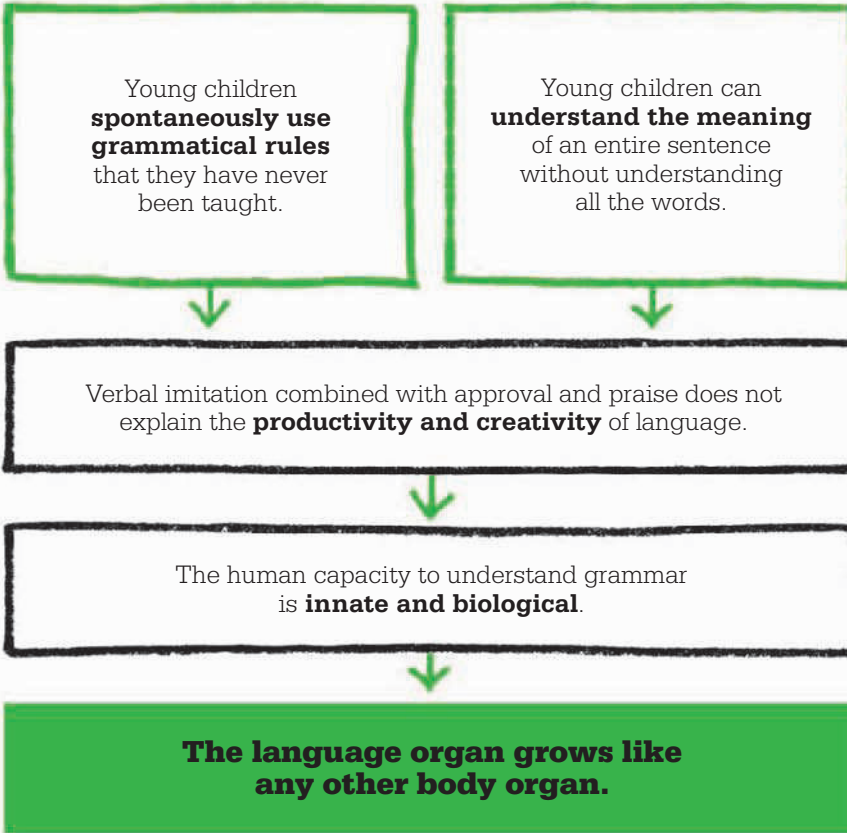 Young children
spontaneously use
grammatical rules
that they have never
been taught.
Young children can
understand the meaning
of an entire sentence
without understanding
all the words.
Verbal imitation combined with approval and praise does not
explain the productivity and creativity of language.
The human capacity to understand grammar
is innate and biological.
The language organ grows like
any other body organ.